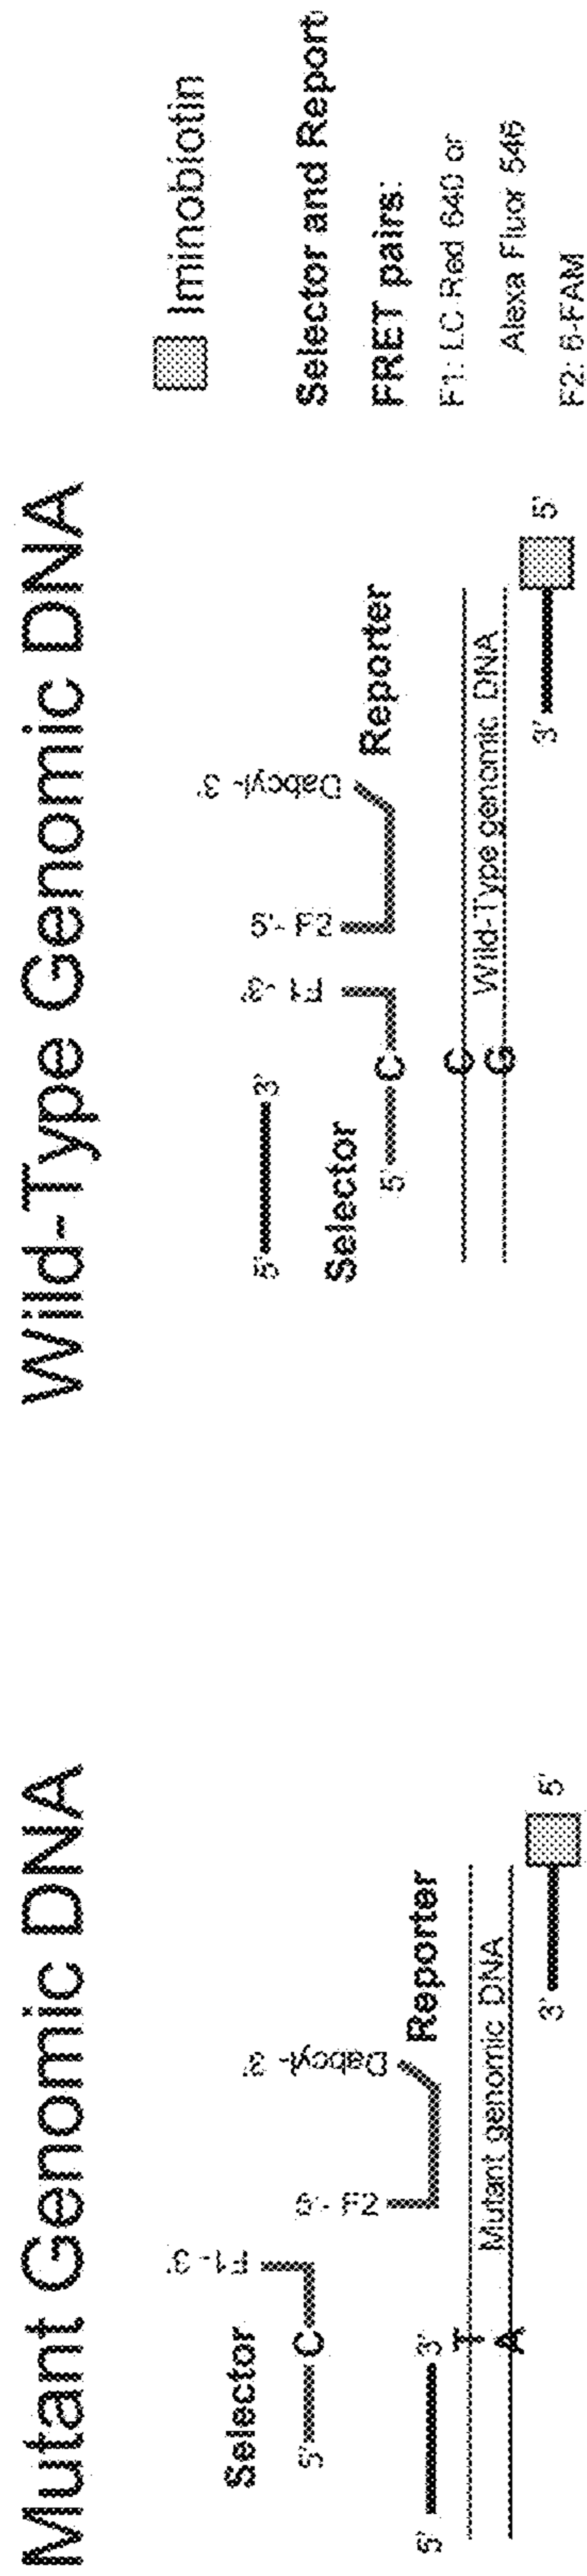 Mutant Genomic DNA
Selector
F1-3'
5'
C
5'- F2
Dabcyl- 3'
Reporter
5'
3'
T
A
Mutant genomic DNA
3'
5'
Wild-Type Genomic DNA
5'
3'
Selector
F1 -3'
5'- F2
Dabcyl- 3'
5'
C
Reporter
C
G
Wild-Type genomic DNA
3'
5'
Iminobiotin
Selector and Report
FRET pairs:
F1: LC Red 640 or
Alexa Fluor 546
F2: 6-FAM